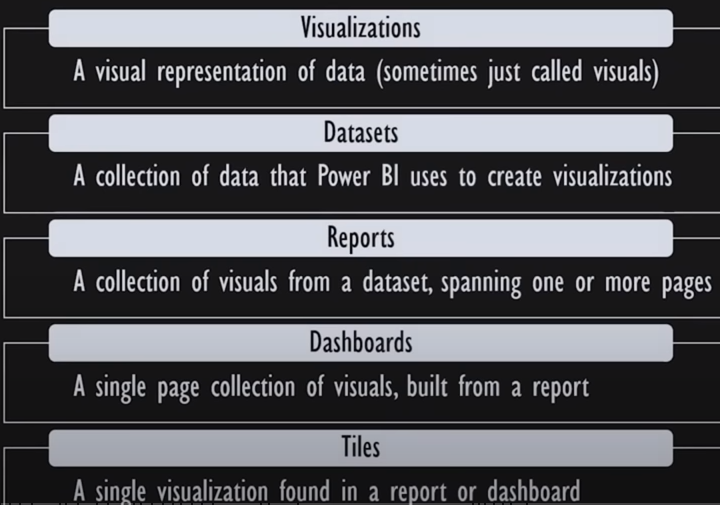 Visualizations
A visual representation of data (sometimes just called visuals)
Datasets
A collection of data that Power BI uses to create visualizations
Reports
A collection of visuals from a dataset, spanning one or more pages
Dashboards
A single page collection of visuals, built from a report
Tiles
A single visualization found in a report or dashboard